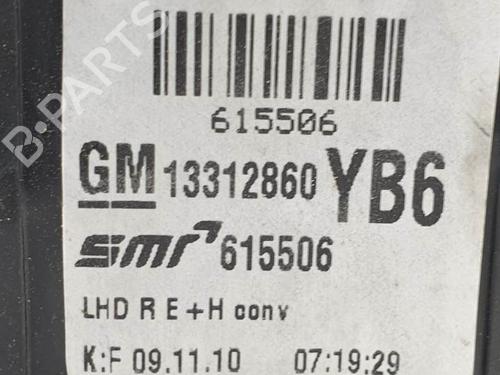 B-PARTS
615506
GM 13312860 YB6
SMR 615506
LHD R E+H conv
K:F 09.11.10 07:19:29